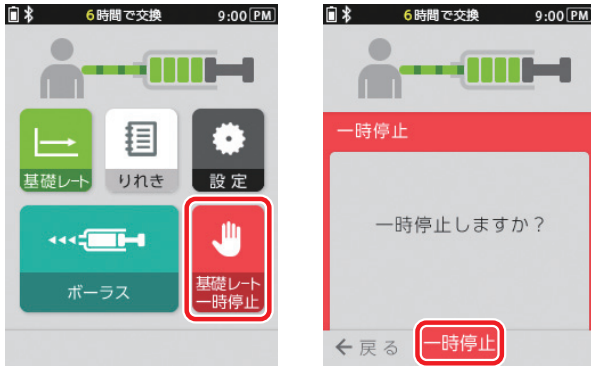 6時間で交換 9:00 PM
基礎レート
りれき
設定
ボーラス
基礎レート
一時停止
6時間で交換 9:00 PM
一時停止
一時停止しますか？
戻る
一時停止